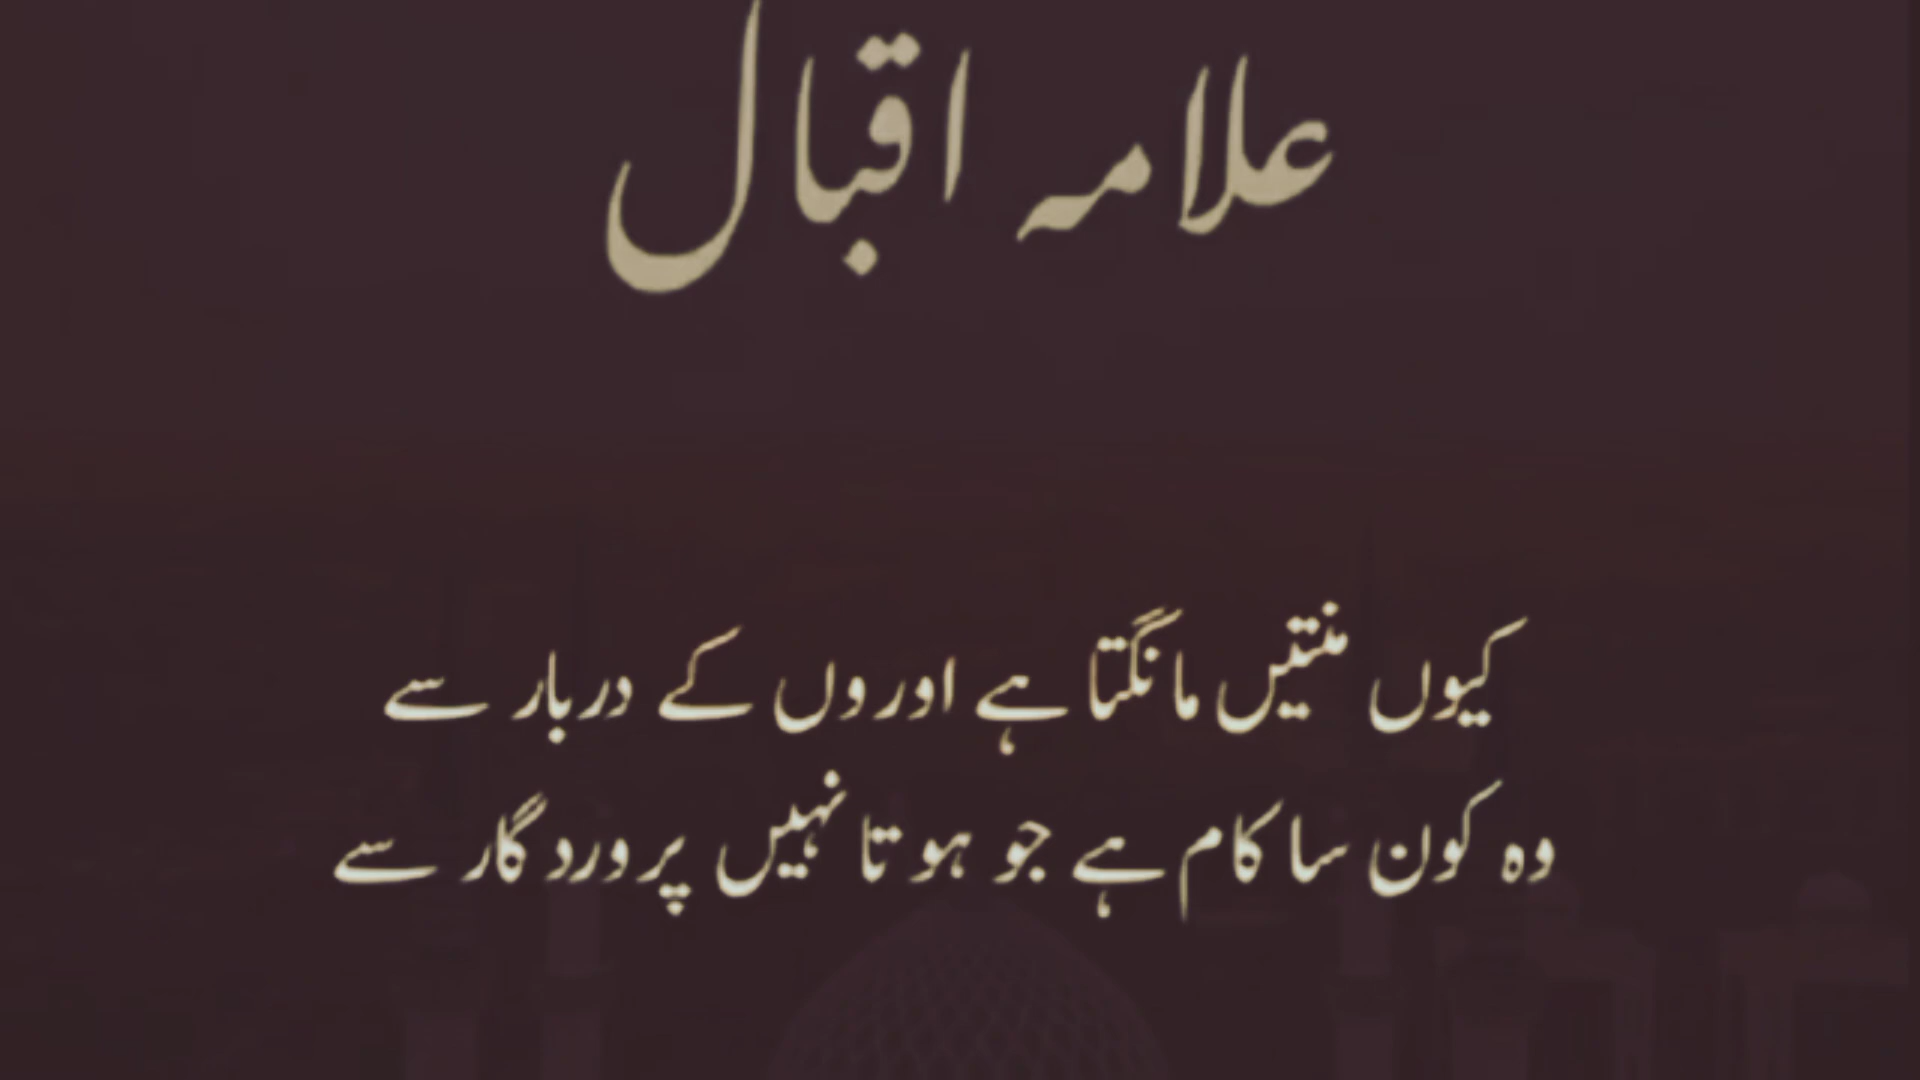 علامہ اقبال
کیوں منتیں مانگتا ہے اوروں کے دربار سے
وہ کون سا کام ہے جو ہوتا نہیں پروردگار سے